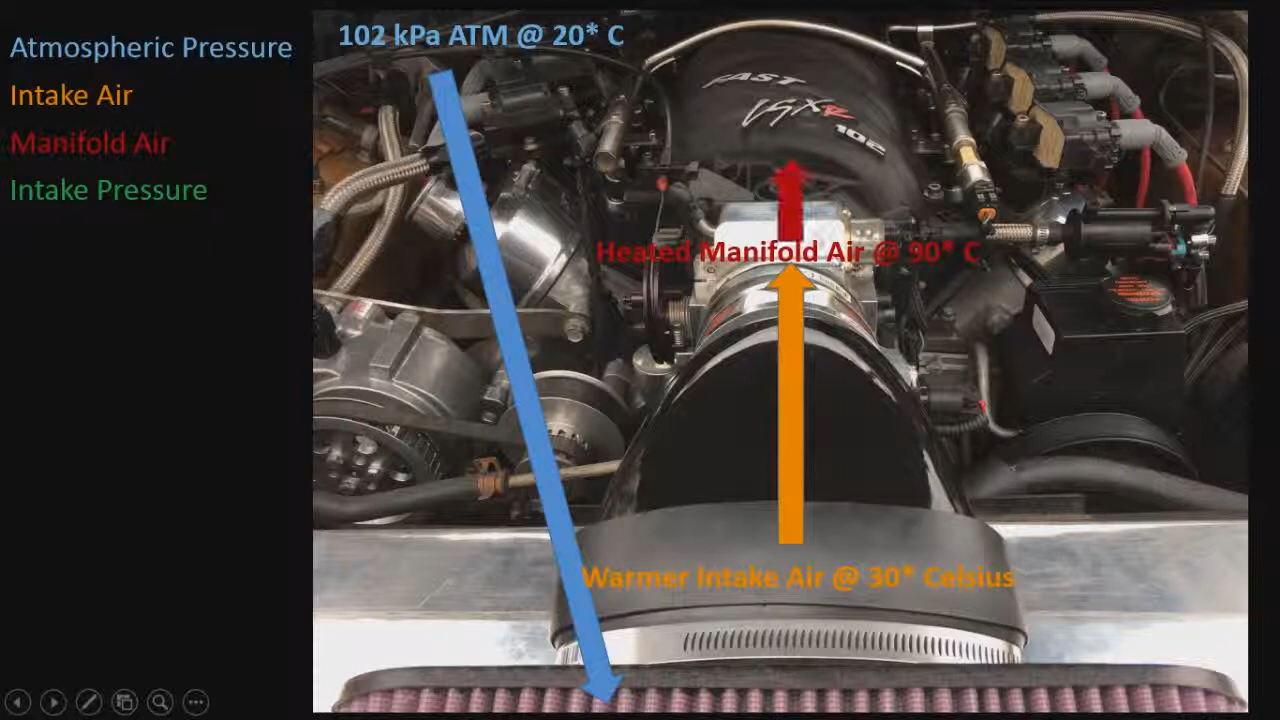 Atmospheric Pressure
Intake Air
Manifold Air
Intake Pressure
102 kPa ATM @ 20* C
FAST
LSXR
102
Heated Manifold Air @ 90* C
Warmer Intake Air @ 30* Celsius